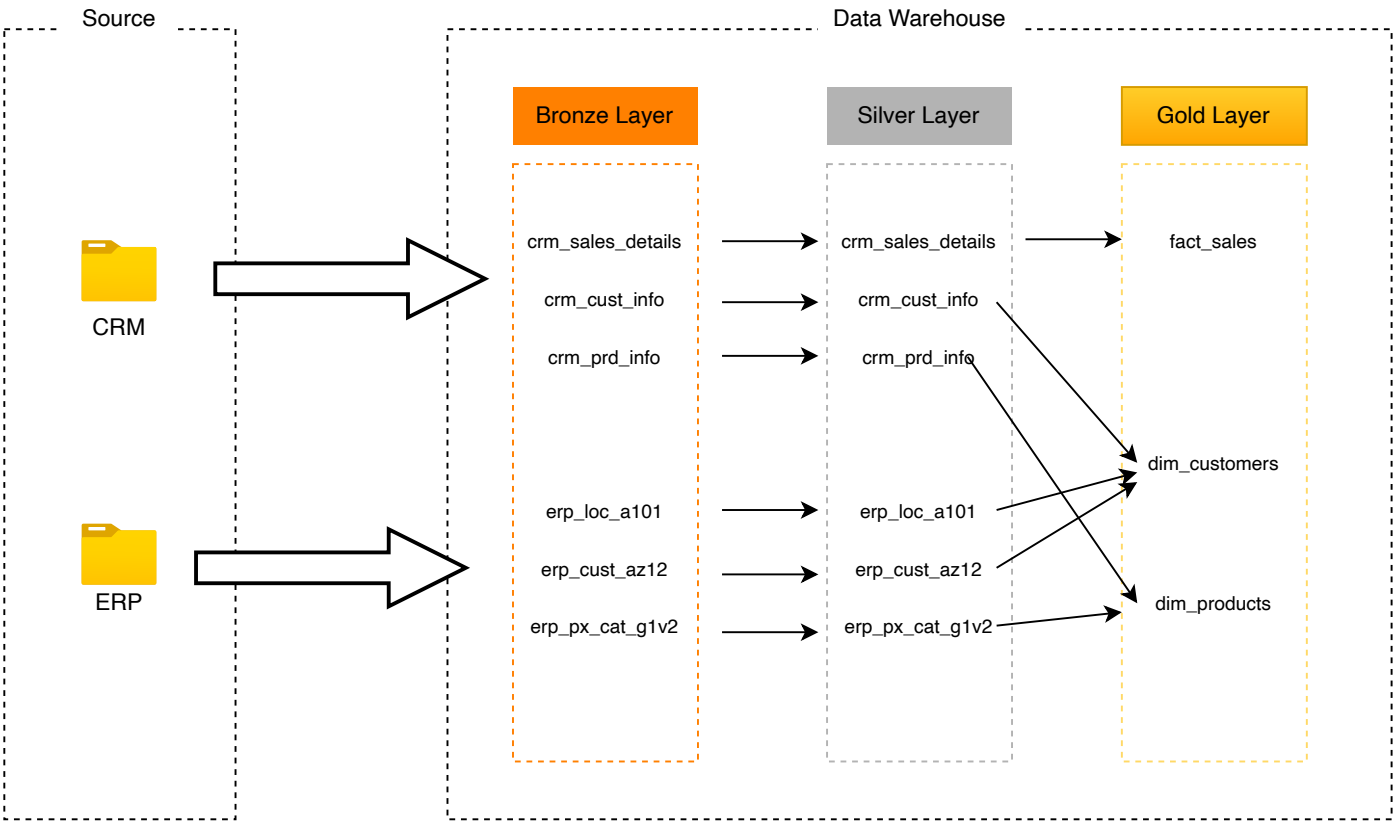 Source
Data Warehouse
Bronze Layer
Silver Layer
Gold Layer
crm_sales_details
crm_sales_details
fact_sales
crm_cust_info
crm_cust_info
CRM
crm_prd_info
crm_prd_info
dim_customers
erp_loc_a101
erp_loc_a101
erp_cust_az12
erp_cust_az12
ERP
dim_products
erp_px_cat_g1v2
erp_px_cat_g1v2